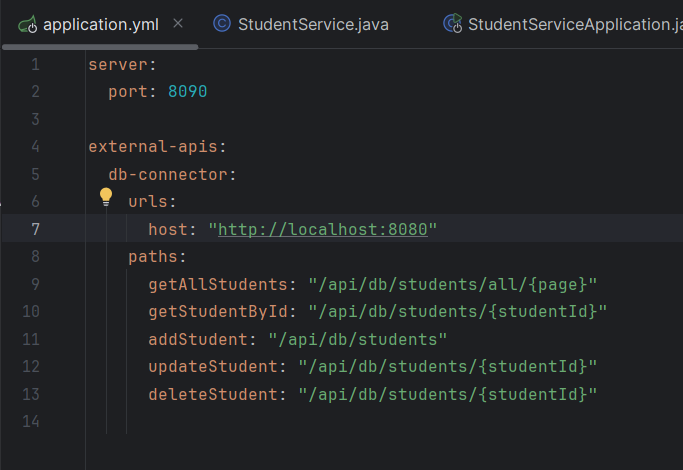 application.yml StudentService.java StudentServiceApplication.ja
1 server:
2   port: 8090
3
4 external-apis:
5   db-connector:
6     urls:
7       host: "http://localhost:8080"
8     paths:
9       getAllStudents: "/api/db/students/all/{page}"
10       getStudentById: "/api/db/students/{studentId}"
11       addStudent: "/api/db/students"
12       updateStudent: "/api/db/students/{studentId}"
13       deleteStudent: "/api/db/students/{studentId}"
14